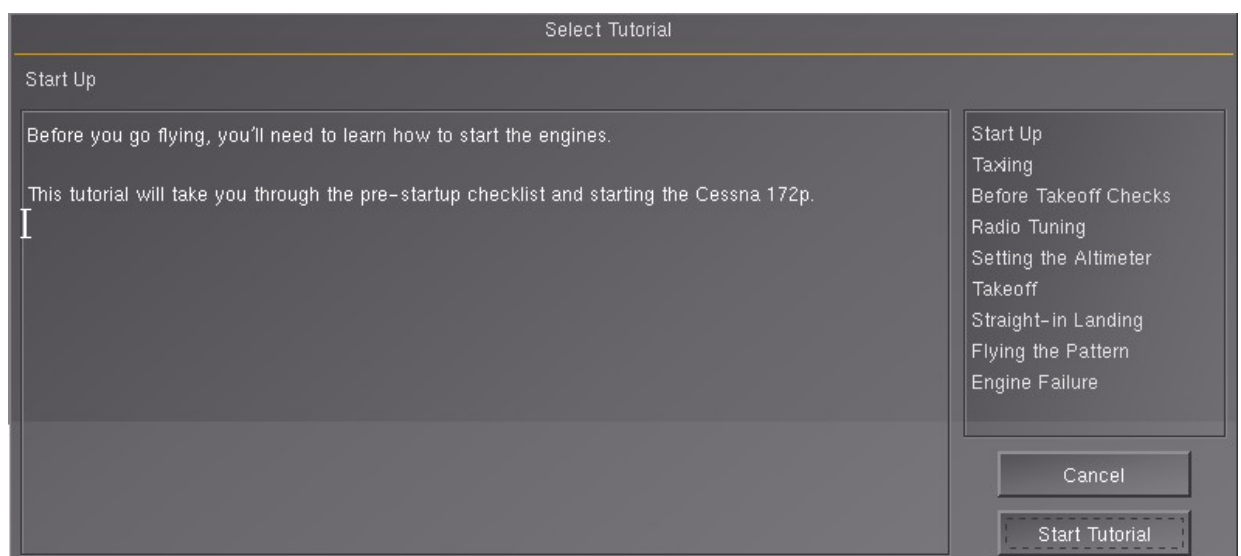 Select Tutorial
Start Up
Before you go flying, you'll need to learn how to start the engines.
This tutorial will take you through the pre-startup checklist and starting the Cessna 172p.
Start Up
Taxiing
Before Takeoff Checks
Radio Tuning
Setting the Altimeter
Takeoff
Straight-in Landing
Flying the Pattern
Engine Failure
Cancel
Start Tutorial